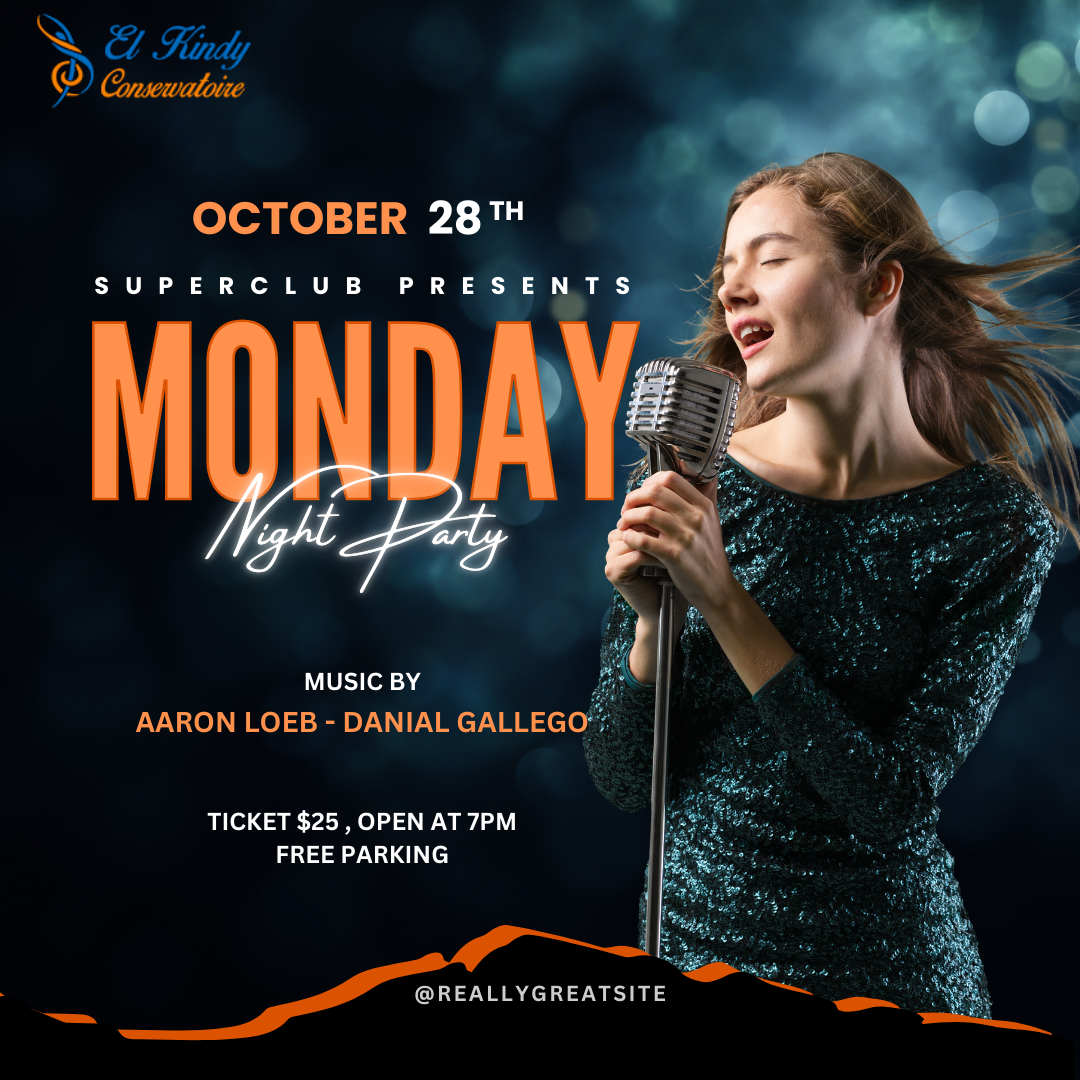 El Kindy
Conservatoire
OCTOBER 28TH
SUPERCLUB PRESENTS
MONDAY
Night Party
MUSIC BY
AARON LOEB - DANIAL GALLEGO
TICKET $25 , OPEN AT 7PM
FREE PARKING
@REALLYGREATSITE